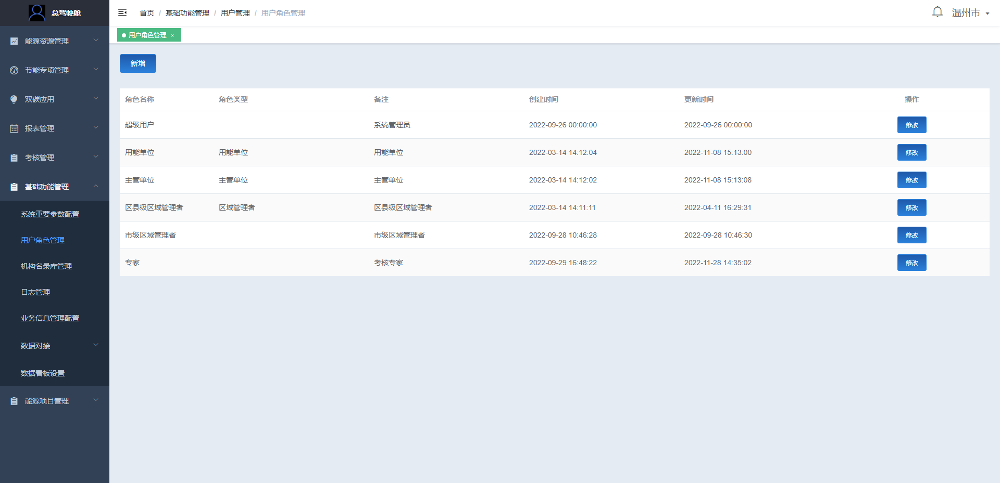 总驾驶舱
首页 / 基础功能管理 / 用户管理 / 用户角色管理
温州市
用户角色管理 ×
能源资源管理
节能专项管理
双碳应用
报表管理
考核管理
基础功能管理
系统重要参数配置
用户角色管理
机构名录库管理
日志管理
业务信息管理配置
数据对接
数据看板设置
能源项目管理
新增
角色名称 角色类型 备注 创建时间 更新时间 操作
超级用户 系统管理员 2022-09-26 00:00:00 2022-09-26 00:00:00 修改
用能单位 用能单位 用能单位 2022-03-14 14:12:04 2022-11-08 15:13:00 修改
主管单位 主管单位 主管单位 2022-03-14 14:12:02 2022-11-08 15:13:08 修改
区县级区域管理者 区域管理者 区县级区域管理者 2022-03-14 14:11:11 2022-04-11 16:29:31 修改
市级区域管理者 市级区域管理者 2022-09-28 10:46:28 2022-09-28 10:46:30 修改
专家 考核专家 2022-09-29 16:48:22 2022-11-28 14:35:02 修改